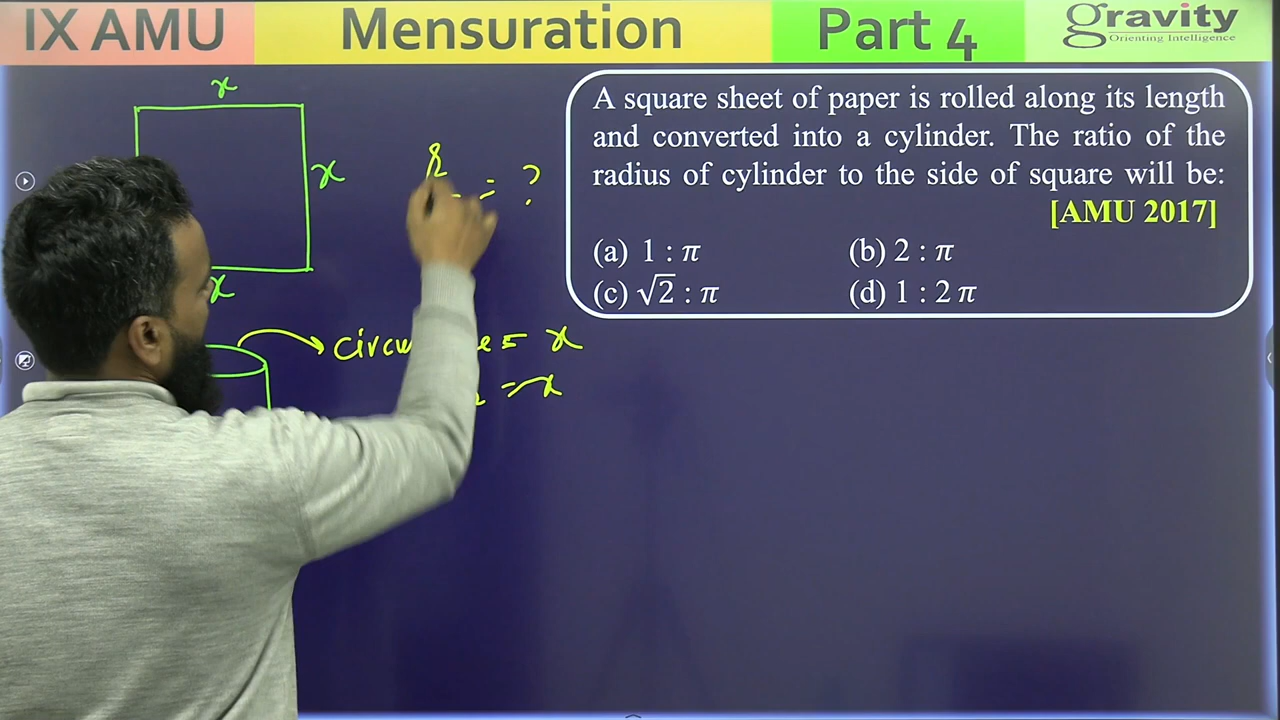 IX AMU
Mensuration
Part 4
gravity
Orienting Intelligence
A square sheet of paper is rolled along its length
and converted into a cylinder. The ratio of the
radius of cylinder to the side of square will be:
[AMU 2017]
(a) 1 : π
(b) 2 : π
(c) √2 : π
(d) 1 : 2 π
x
x
x
r
= ?
= x
= x